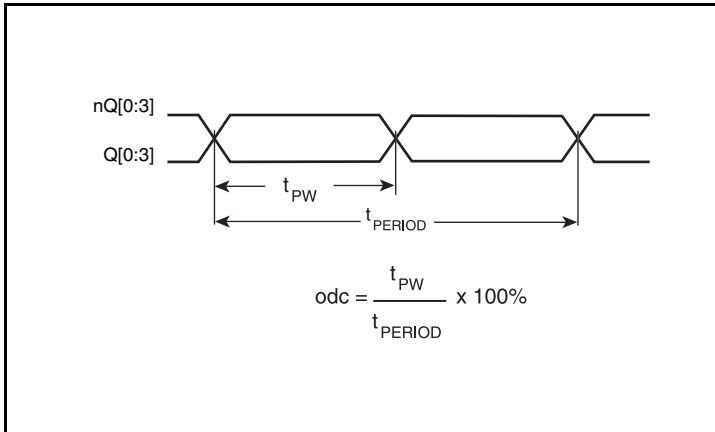 nQ[0:3]
Q[0:3]
tPW
tPERIOD
odc = tPW / tPERIOD x 100%